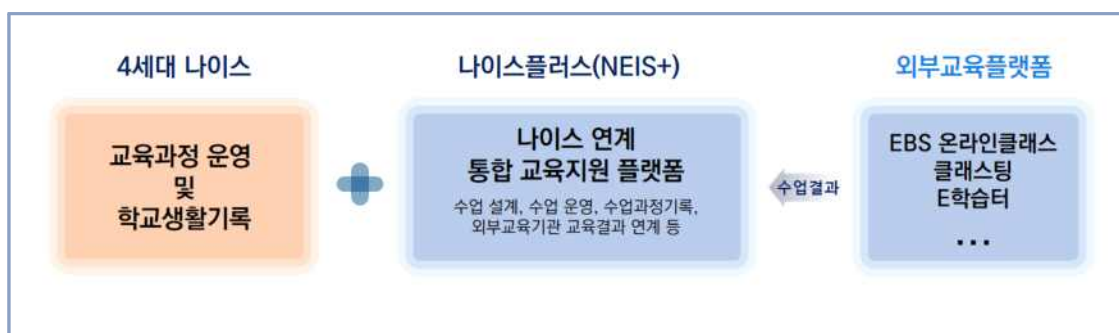 4세대 나이스
교육과정 운영
및
학교생활기록
나이스플러스(NEIS+)
나이스 연계
통합 교육지원 플랫폼
수업 설계, 수업 운영, 수업과정기록,
외부교육기관 교육결과 연계 등
수업결과
외부교육플랫폼
EBS 온라인클래스
클래스팅
E학습터
...